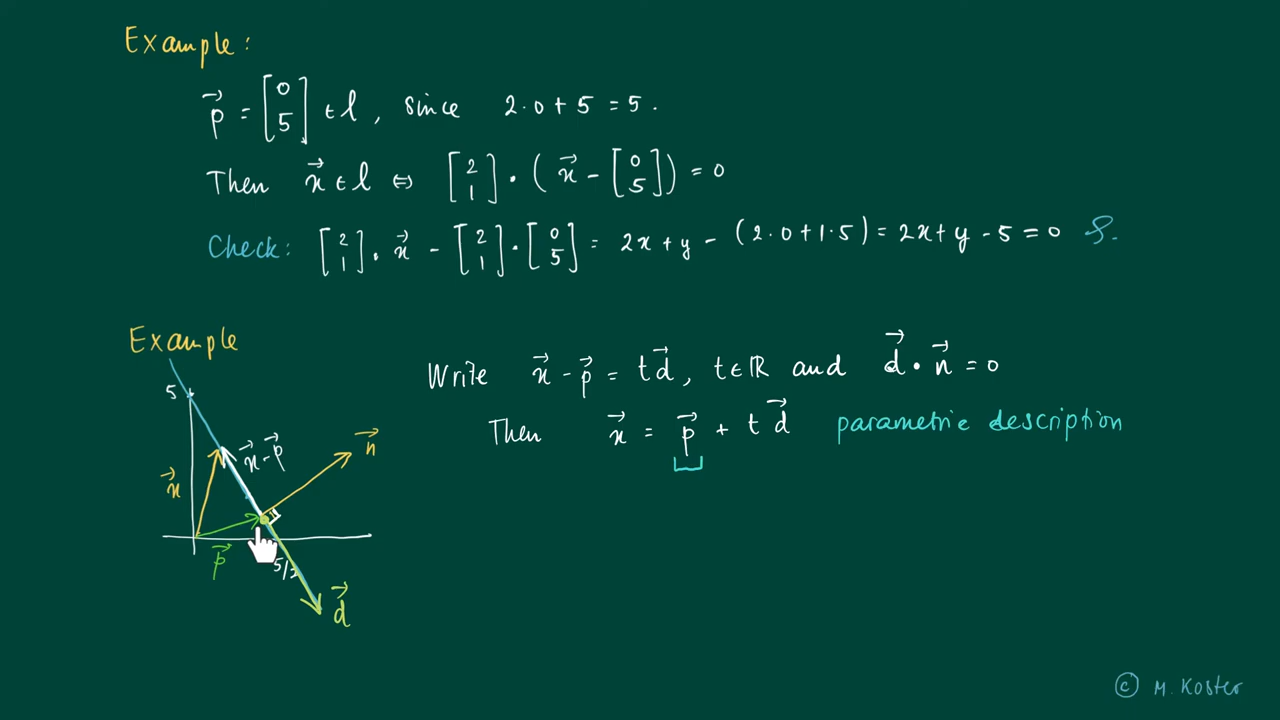 Example:
p⃗ = [0 5] ∈ l, since 2·0+5=5.
Then x⃗ ∈ l ⇔ [2 1] · (x⃗ − [0 5]) = 0
Check: [2 1] · x⃗ − [2 1] · [0 5] = 2x+y − (2·0+1·5) = 2x+y−5=0
Example
Write x⃗ − p⃗ = t d⃗, t∈ℝ and d⃗ · n⃗ = 0
5
Then x⃗ = p⃗ + t d⃗ parametric description
n⃗
x⃗−p⃗
x⃗
p⃗
5/2
d⃗
© M. Koster